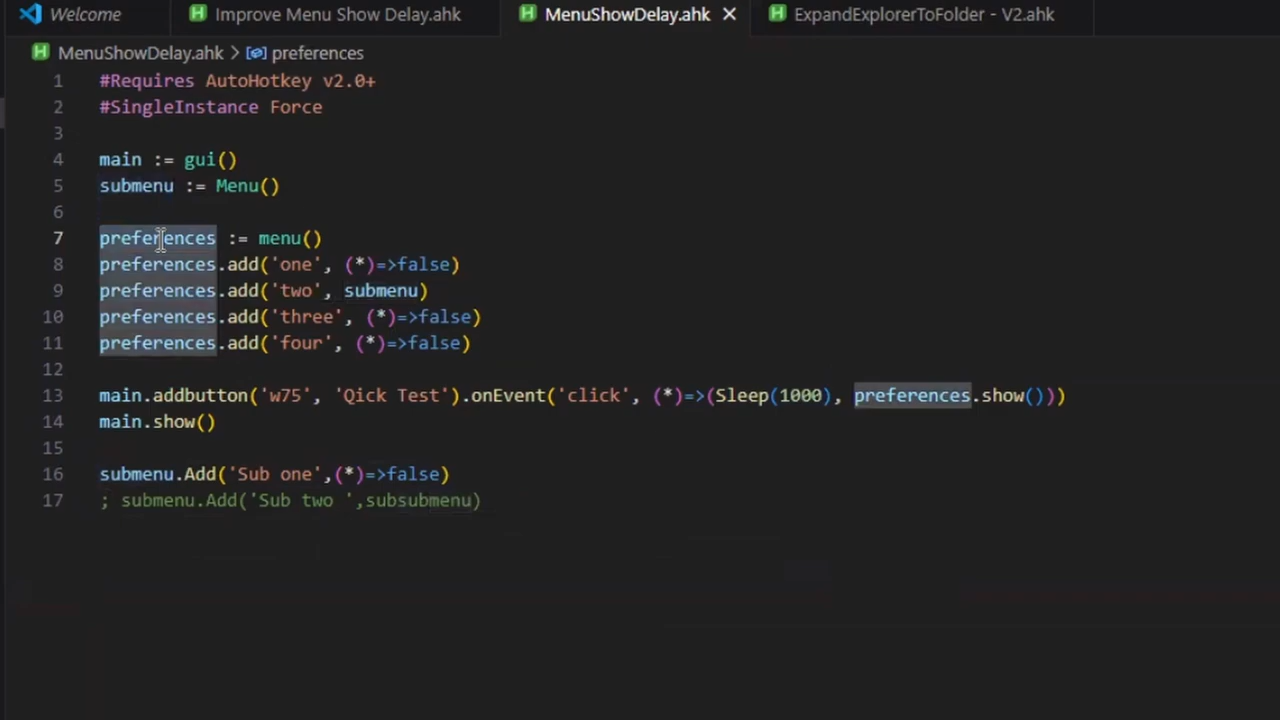 Welcome Improve Menu Show Delay.ahk MenuShowDelay.ahk ExpandExplorerToFolder - V2.ahk
MenuShowDelay.ahk > preferences
1 #Requires AutoHotkey v2.0+
2 #SingleInstance Force
3
4 main := gui()
5 submenu := Menu()
6
7 preferences := menu()
8 preferences.add('one', (*)=>false)
9 preferences.add('two', submenu)
10 preferences.add('three', (*)=>false)
11 preferences.add('four', (*)=>false)
12
13 main.addbutton('w75', 'Qick Test').onEvent('click', (*)=>(Sleep(1000), preferences.show()))
14 main.show()
15
16 submenu.Add('Sub one',(*)=>false)
17 ; submenu.Add('Sub two ',subsubmenu)